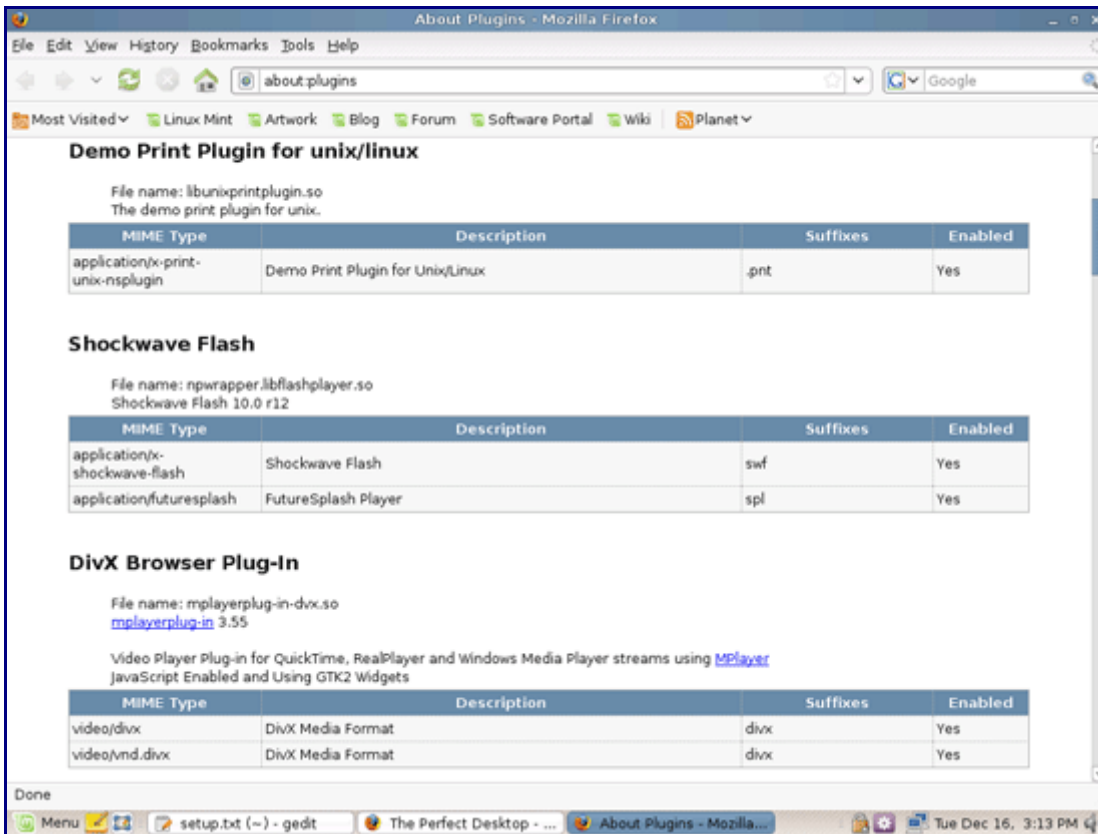 About Plugins - Mozilla Firefox
File Edit View History Bookmarks Tools Help
about:plugins
Google
Most Visited Linux Mint Artwork Blog Forum Software Portal Wiki Planet
Demo Print Plugin for unix/linux
File name: libunixprintplugin.so
The demo print plugin for unix.
MIME Type Description Suffixes Enabled
application/x-print-
unix-nsplugin Demo Print Plugin for Unix/Linux .pnt Yes
Shockwave Flash
File name: npwrapper.libflashplayer.so
Shockwave Flash 10.0 r12
MIME Type Description Suffixes Enabled
application/x-
shockwave-flash Shockwave Flash swf Yes
application/futuresplash FutureSplash Player spl Yes
DivX Browser Plug-In
File name: mplayerplug-in-dvx.so
mplayerplug-in 3.55
Video Player Plug-in for QuickTime, RealPlayer and Windows Media Player streams using MPlayer
JavaScript Enabled and Using GTK2 Widgets
MIME Type Description Suffixes Enabled
video/divx DivX Media Format divx Yes
video/vnd.divx DivX Media Format divx Yes
Done
Menu setup.txt (~) - gedit The Perfect Desktop - ... About Plugins - Mozilla... Tue Dec 16, 3:13 PM